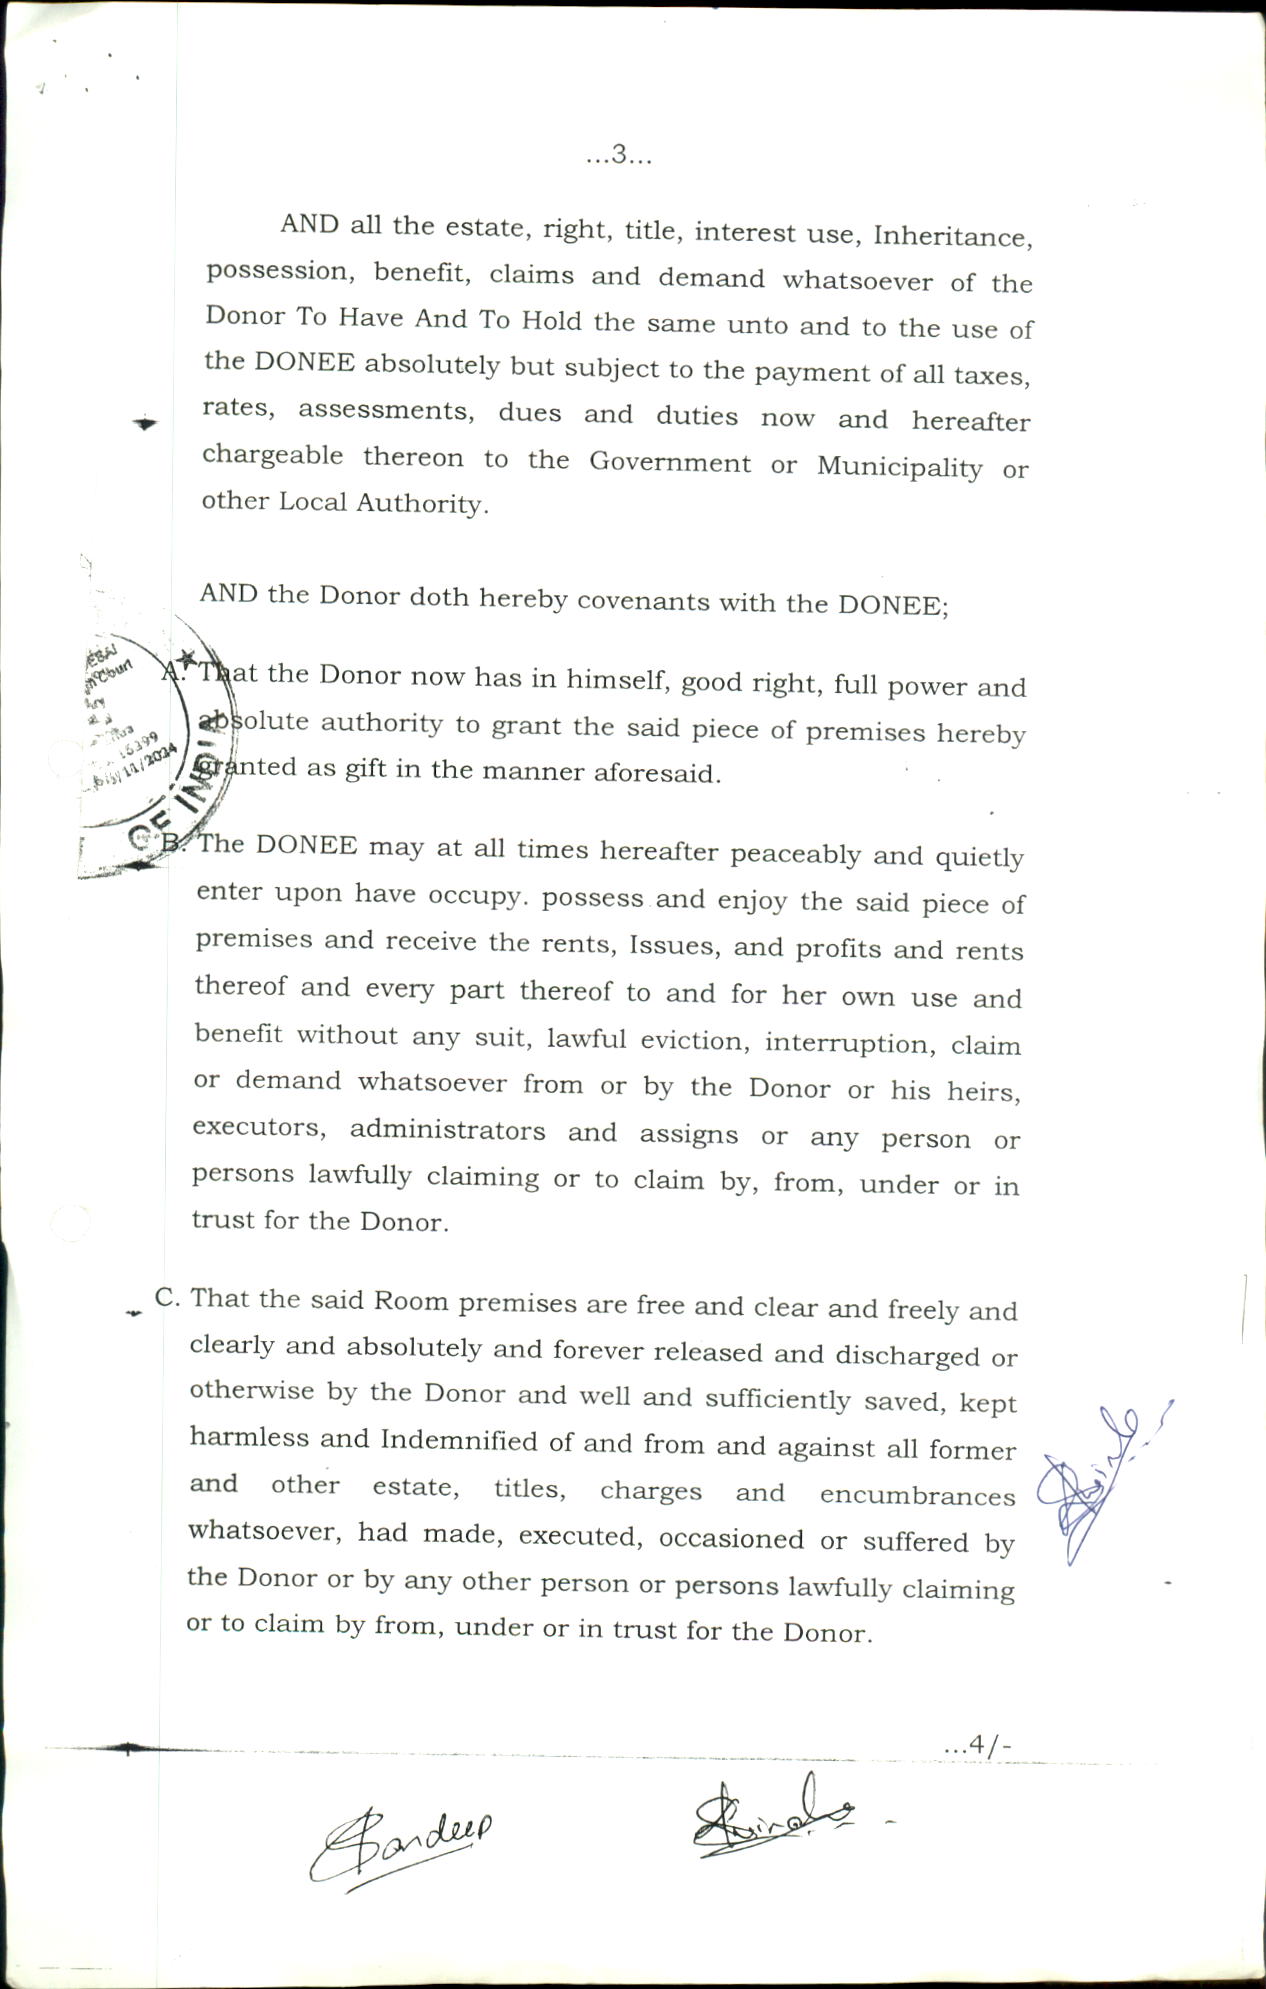 ...3...
AND all the estate, right, title, interest use, Inheritance,
possession, benefit, claims and demand whatsoever of the
Donor To Have And To Hold the same unto and to the use of
the DONEE absolutely but subject to the payment of all taxes,
rates, assessments, dues and duties now and hereafter
chargeable thereon to the Government or Municipality or
other Local Authority.
AND the Donor doth hereby covenants with the DONEE;
A. That the Donor now has in himself, good right, full power and
absolute authority to grant the said piece of premises hereby
granted as gift in the manner aforesaid.
ESAI
Court
16399
/11/2024
OF INDIA
B. The DONEE may at all times hereafter peaceably and quietly
enter upon have occupy. possess and enjoy the said piece of
premises and receive the rents, Issues, and profits and rents
thereof and every part thereof to and for her own use and
benefit without any suit, lawful eviction, interruption, claim
or demand whatsoever from or by the Donor or his heirs,
executors, administrators and assigns or any person or
persons lawfully claiming or to claim by, from, under or in
trust for the Donor.
C. That the said Room premises are free and clear and freely and
clearly and absolutely and forever released and discharged or
otherwise by the Donor and well and sufficiently saved, kept
harmless and Indemnified of and from and against all former
and other estate, titles, charges and encumbrances
whatsoever, had made, executed, occasioned or suffered by
the Donor or by any other person or persons lawfully claiming
or to claim by from, under or in trust for the Donor.
...4/-
Sandeep